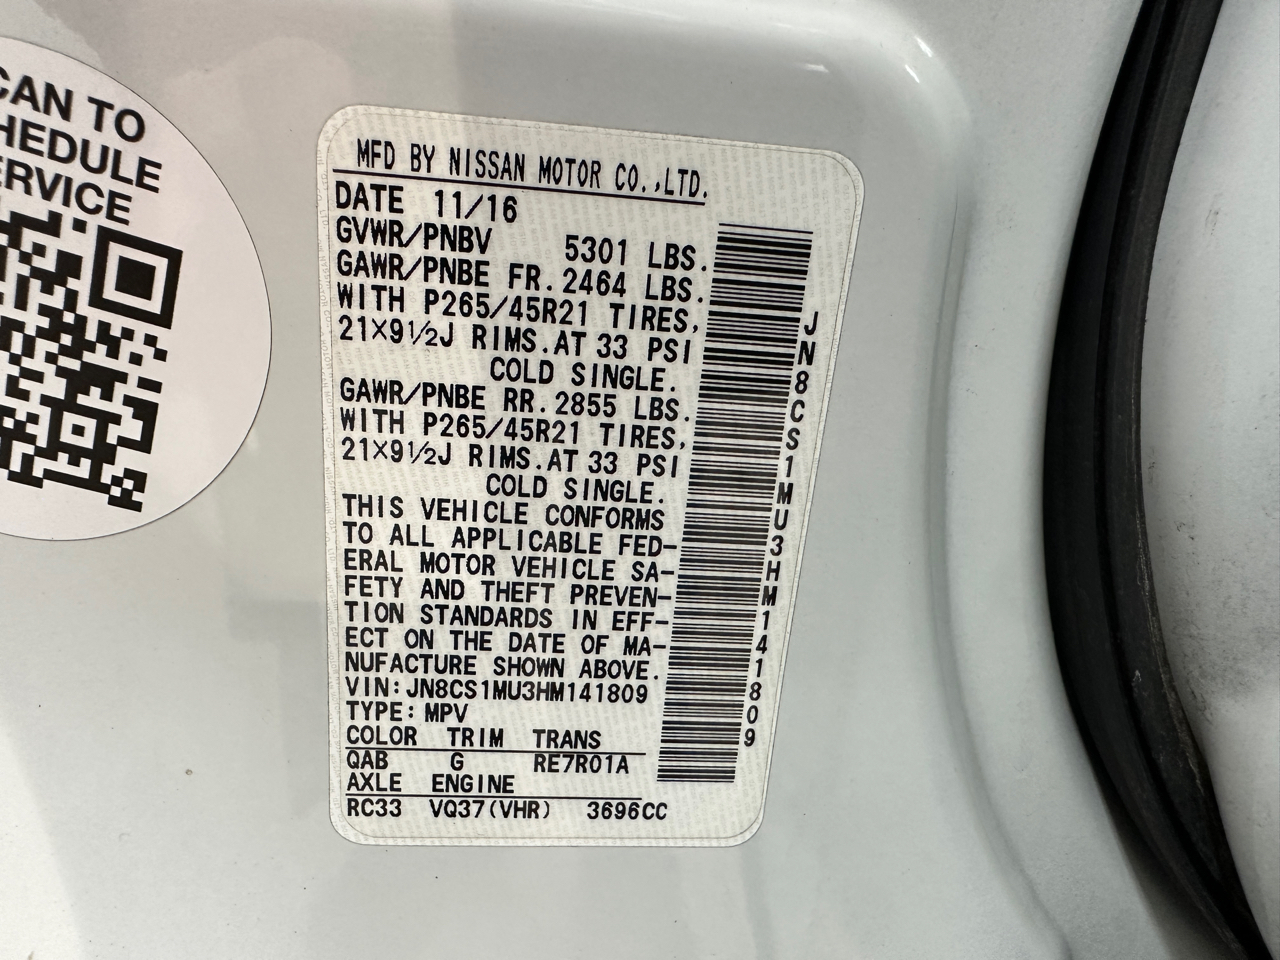 CAN TO
HEDULE
ERVICE
MFD BY NISSAN MOTOR CO.,LTD.
DATE 11/16
GVWR/PNBV 5301 LBS.
GAWR/PNBE FR.2464 LBS.
WITH P265/45R21 TIRES,
21×9½J RIMS.AT 33 PSI
COLD SINGLE.
GAWR/PNBE RR.2855 LBS.
WITH P265/45R21 TIRES,
21×9½J RIMS.AT 33 PSI
COLD SINGLE.
THIS VEHICLE CONFORMS
TO ALL APPLICABLE FED-
ERAL MOTOR VEHICLE SA-
FETY AND THEFT PREVEN-
TION STANDARDS IN EFF-
ECT ON THE DATE OF MA-
NUFACTURE SHOWN ABOVE.
VIN:JN8CS1MU3HM141809
TYPE:MPV
COLOR TRIM TRANS
QAB G RE7R01A
AXLE ENGINE
RC33 VQ37(VHR) 3696CC
JN8CS1MU3HM141809